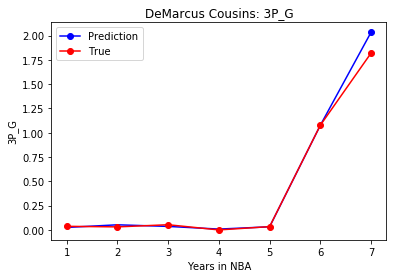 DeMarcus Cousins: 3P_G
Prediction
True
2.00
1.75
1.50
1.25
1.00
0.75
0.50
0.25
0.00
3P_G
1 2 3 4 5 6 7
Years in NBA